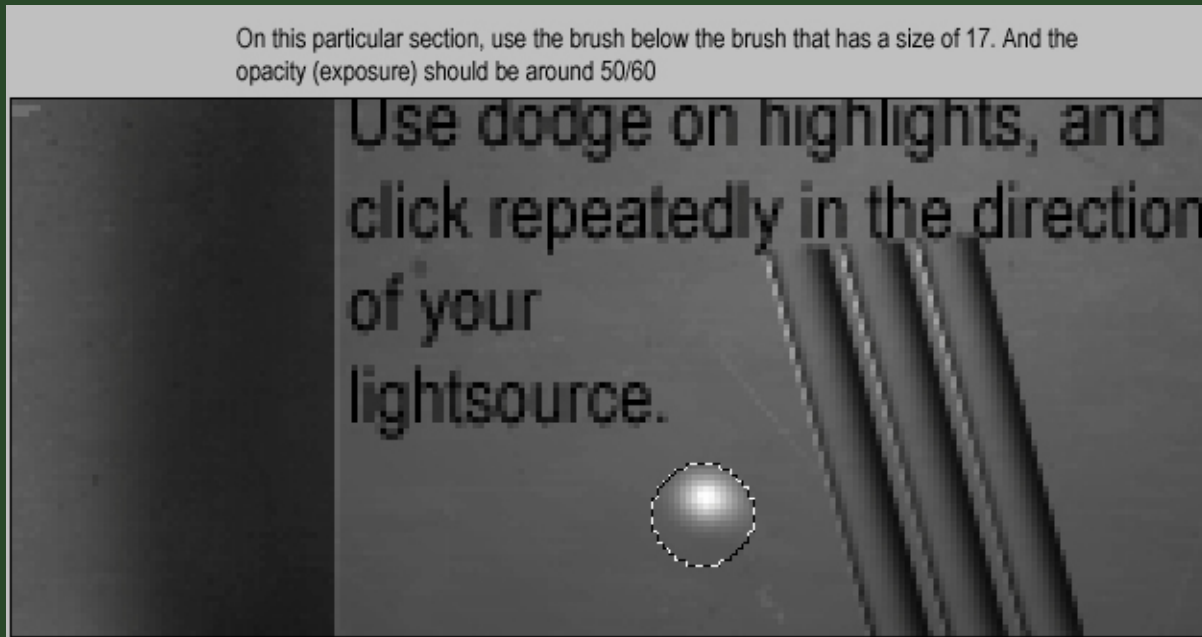 On this particular section, use the brush below the brush that has a size of 17. And the
opacity (exposure) should be around 50/60
Use dodge on highlights, and
click repeatedly in the direction
of your
lightsource.